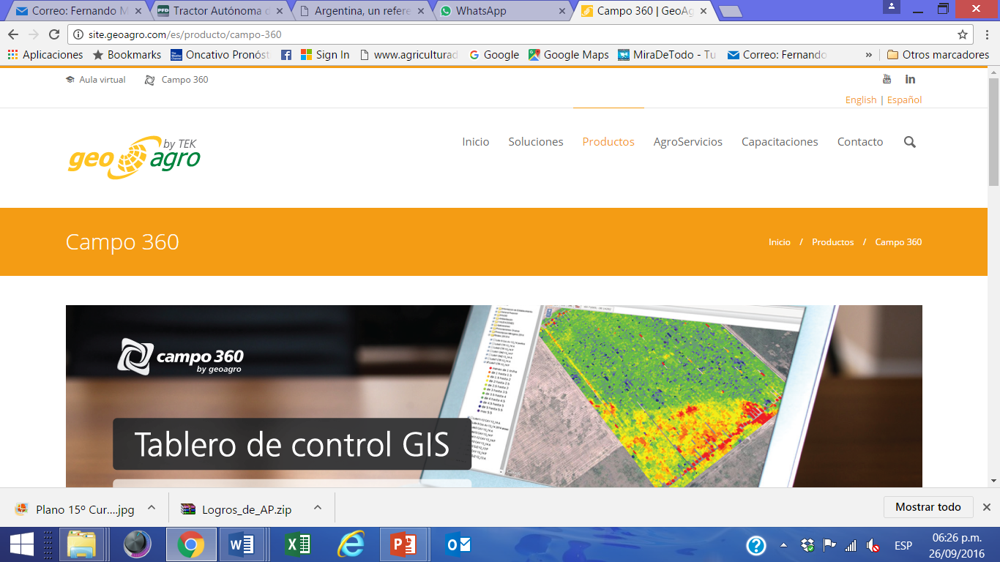 Correo: Fernando M
Tractor Autónoma d
Argentina, un refere
WhatsApp
Campo 360 | GeoAg
site.geoagro.com/es/producto/campo-360
Aplicaciones
Bookmarks
Oncativo Pronóst
Sign In
www.agriculturad
Google
Google Maps
MiraDeTodo - Tu
Correo: Fernando
»
Otros marcadores
Aula virtual
Campo 360
English | Español
geo agro by TEK
Inicio
Soluciones
Productos
AgroServicios
Capacitaciones
Contacto
Campo 360
Inicio / Productos / Campo 360
campo 360
by geoagro
Tablero de control GIS
Plano 15º Cur....jpg
Logros_de_AP.zip
Mostrar todo
ESP
06:26 p.m.
26/09/2016